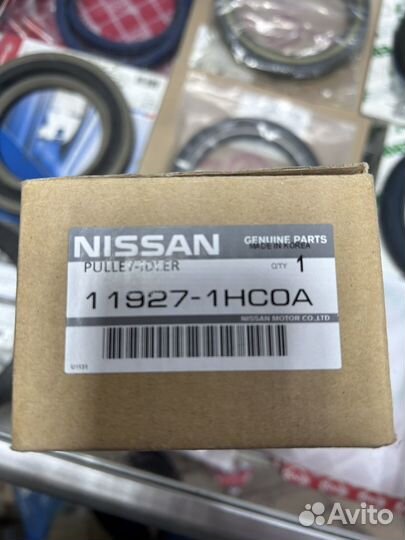 NISSAN
GENUINE PARTS
MADE IN KOREA
PULLEY-IDLER
Q'TY 1
11927-1HC0A
NISSAN MOTOR CO.,LTD
Avito